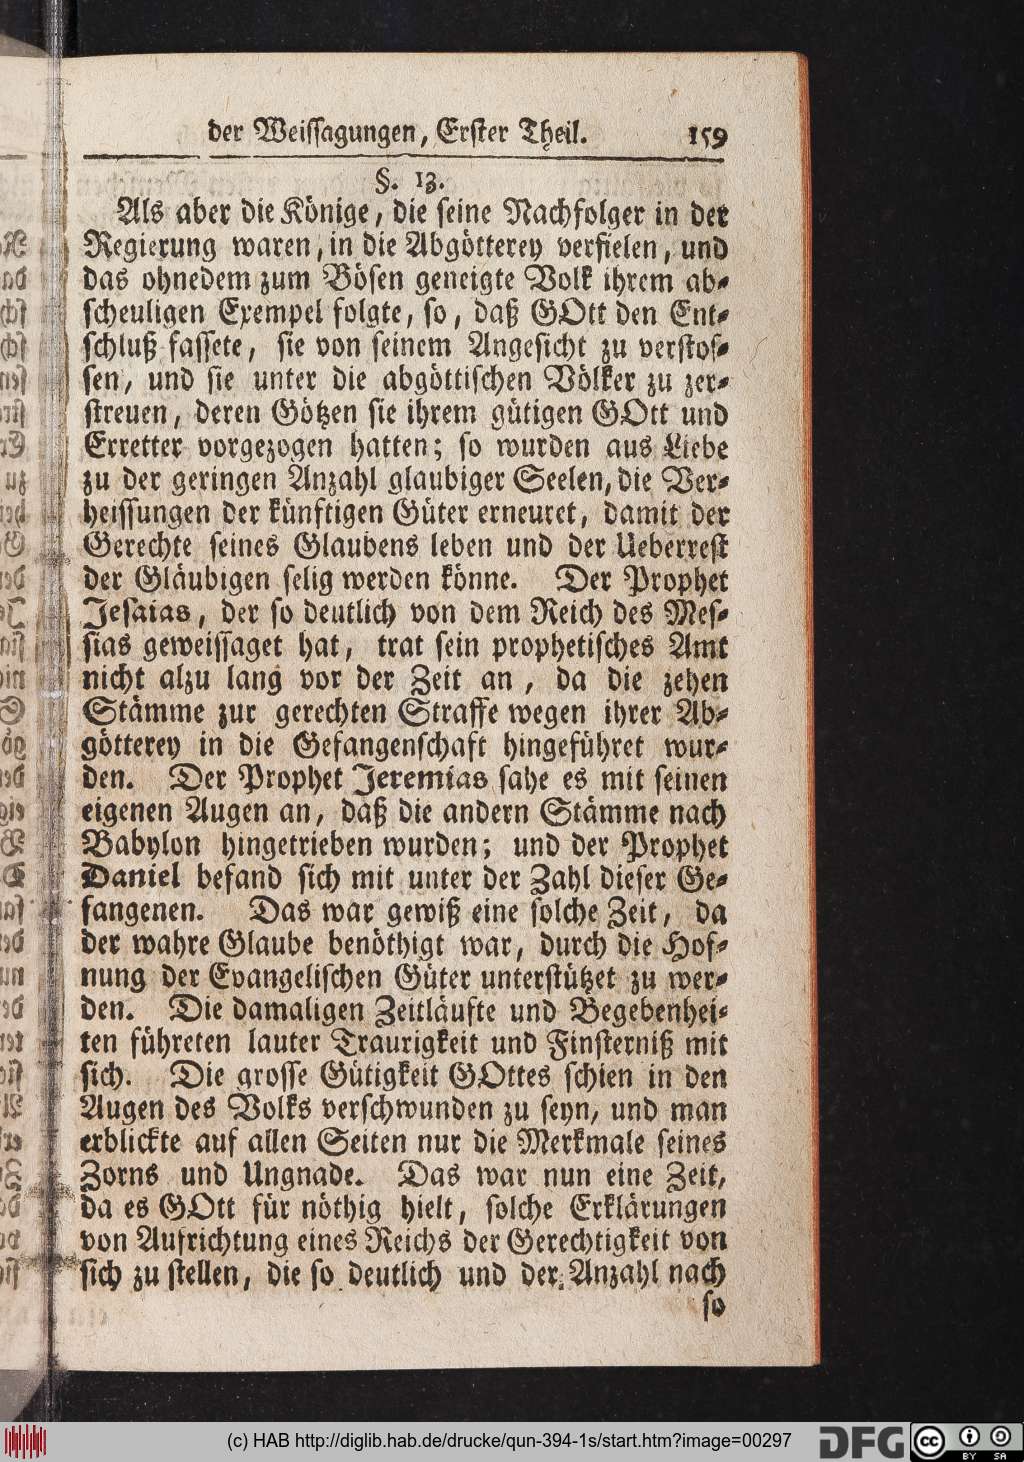 der Weissagungen, Erster Theil. 159
§. 13.
Als aber die Könige, die seine Nachfolger in der
Regierung waren, in die Abgötterey verfielen, und
das ohnedem zum Bösen geneigte Volk ihrem ab-
scheuligen Exempel folgte, so, daß GOtt den Ent-
schluß fassete, sie von seinem Angesicht zu verstos-
sen, und sie unter die abgöttischen Völker zu zer-
streuen, deren Götzen sie ihrem gütigen GOtt und
Erretter vorgezogen hatten; so wurden aus Liebe
zu der geringen Anzahl glaubiger Seelen, die Ver-
heissungen der künftigen Güter erneuret, damit der
Gerechte seines Glaubens leben und der Ueberrest
der Gläubigen selig werden könne. Der Prophet
Jesaias, der so deutlich von dem Reich des Mes-
sias geweissaget hat, trat sein prophetisches Amt
nicht alzu lang vor der Zeit an, da die zehen
Stämme zur gerechten Straffe wegen ihrer Ab-
götterey in die Gefangenschaft hingeführet wur-
den. Der Prophet Jeremias sahe es mit seinen
eigenen Augen an, daß die andern Stämme nach
Babylon hingetrieben wurden; und der Prophet
Daniel befand sich mit unter der Zahl dieser Ge-
fangenen. Das war gewiß eine solche Zeit, da
der wahre Glaube benöthigt war, durch die Hof-
nung der Evangelischen Güter unterstützet zu wer-
den. Die damaligen Zeitläufte und Begebenhei-
ten führeten lauter Traurigkeit und Finsterniß mit
sich. Die grosse Gütigkeit GOttes schien in den
Augen des Volks verschwunden zu seyn, und man
erblickte auf allen Seiten nur die Merkmale seines
Zorns und Ungnade. Das war nun eine Zeit,
da es GOtt für nöthig hielt, solche Erklärungen
von Aufrichtung eines Reichs der Gerechtigkeit von
sich zu stellen, die so deutlich und der Anzahl nach
so
(c) HAB http://diglib.hab.de/drucke/qun-394-1s/start.htm?image=00297
DFG cc BY SA